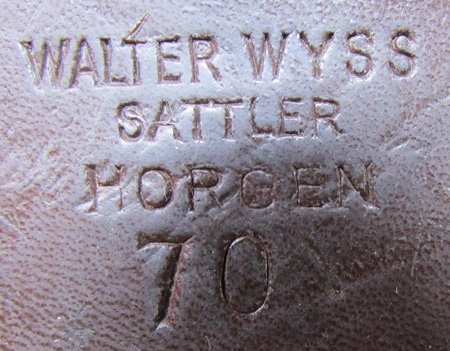 WALTER WYSS
SATTLER
HORGEN
70